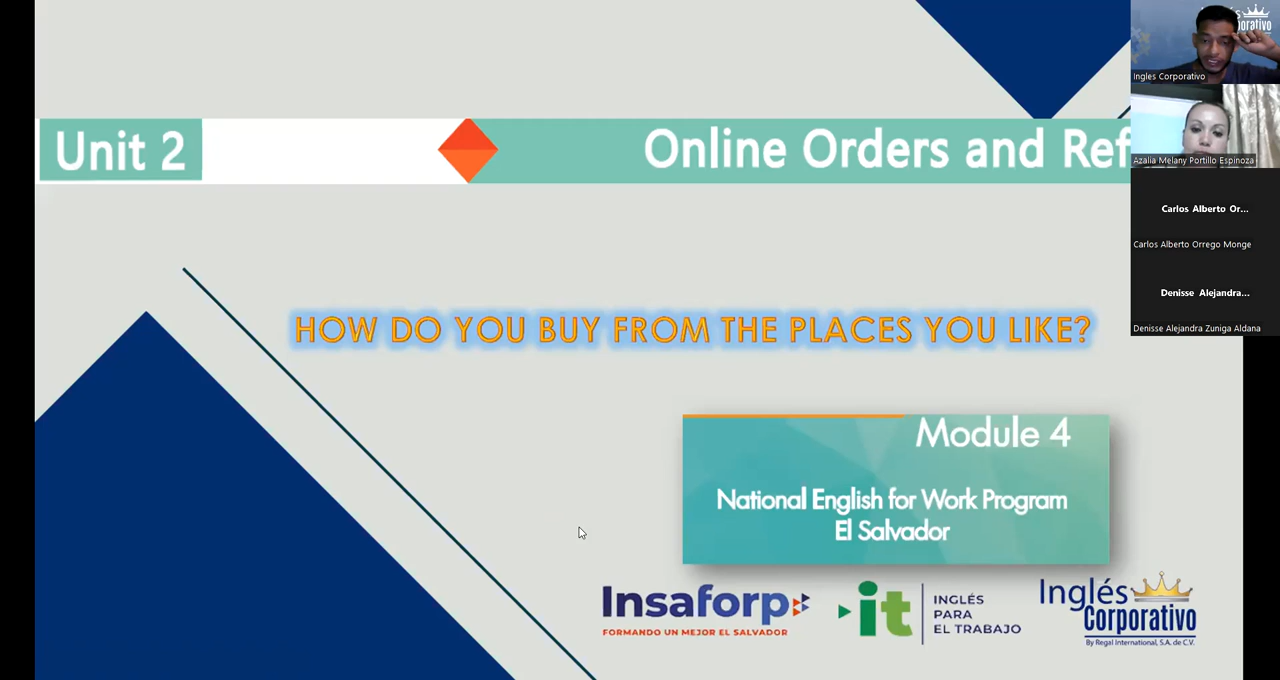 Unit 2
Online Orders and Ref
HOW DO YOU BUY FROM THE PLACES YOU LIKE?
Module 4
National English for Work Program
El Salvador
Insaforp
FORMANDO UN MEJOR EL SALVADOR
it
INGLÉS
PARA
EL TRABAJO
Inglés
Corporativo
By Regal International, S.A. de C.V.
Ingles Corporativo
Azalia Melany Portillo Espinoza
Carlos Alberto Or...
Carlos Alberto Orrego Monge
Denisse Alejandra...
Denisse Alejandra Zuniga Aldana